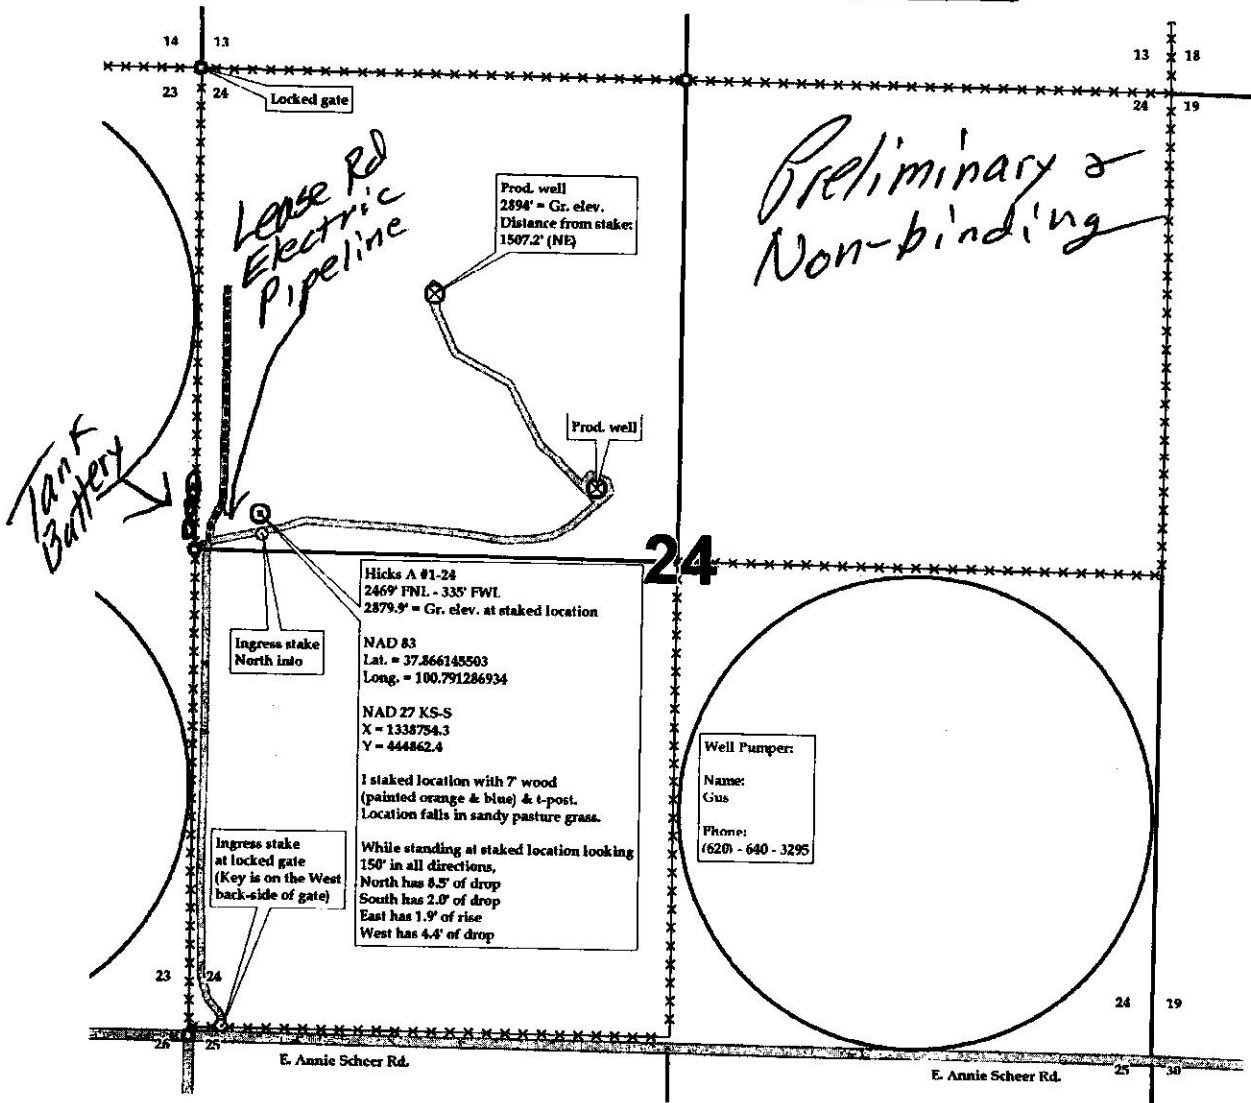 14 13
13 18
23 24
24 19
Locked gate
Lease Rd
Electric
Pipeline
Preliminary &
Non-binding
Prod. well
2894' = Gr. elev.
Distance from stake:
1507.2' (NE)
Prod. well
Tank
Battery
24
Hicks A #1-24
2469' FNL - 335' FWL
2879.9' = Gr. elev. at staked location
NAD 83
Lat. = 37.866145503
Long. = 100.791286934
NAD 27 KS-S
X = 1338754.3
Y = 444862.4
I staked location with 7' wood
(painted orange & blue) & t-post.
Location falls in sandy pasture grass.
While standing at staked location looking
150' in all directions,
North has 8.5' of drop
South has 2.0' of drop
East has 1.9' of rise
West has 4.4' of drop
Ingress stake
North into
Well Pumper:
Name:
Gus
Phone:
(620) - 640 - 3295
Ingress stake
at locked gate
(Key is on the West
back-side of gate)
23 24
24 19
26 25
25 30
E. Annie Scheer Rd.
E. Annie Scheer Rd.